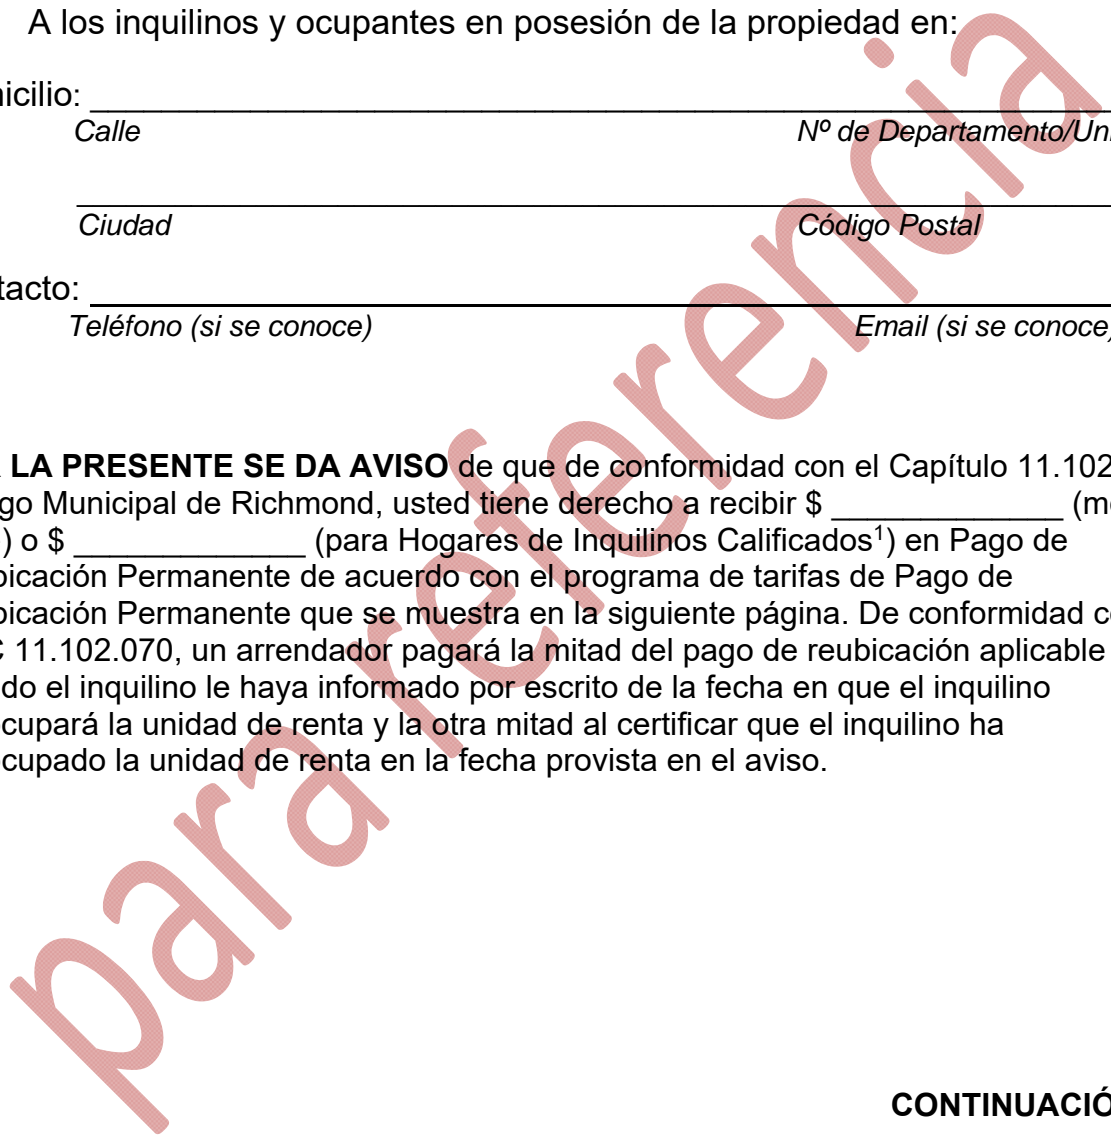 A los inquilinos y ocupantes en posesión de la propiedad en:
icilio: ____________________
Calle Nº de Departamento/Uni
Ciudad Código Postal
tacto: ____________________
Teléfono (si se conoce) Email (si se conoce)
LA PRESENTE SE DA AVISO de que de conformidad con el Capítulo 11.102
go Municipal de Richmond, usted tiene derecho a recibir $ _____________ (m
) o $ _____________ (para Hogares de Inquilinos Calificados¹) en Pago de
bicación Permanente de acuerdo con el programa de tarifas de Pago de
bicación Permanente que se muestra en la siguiente página. De conformidad c
C 11.102.070, un arrendador pagará la mitad del pago de reubicación aplicable
do el inquilino le haya informado por escrito de la fecha en que el inquilino
cupará la unidad de renta y la otra mitad al certificar que el inquilino ha
cupado la unidad de renta en la fecha provista en el aviso.
para referencia
CONTINUACIÓ